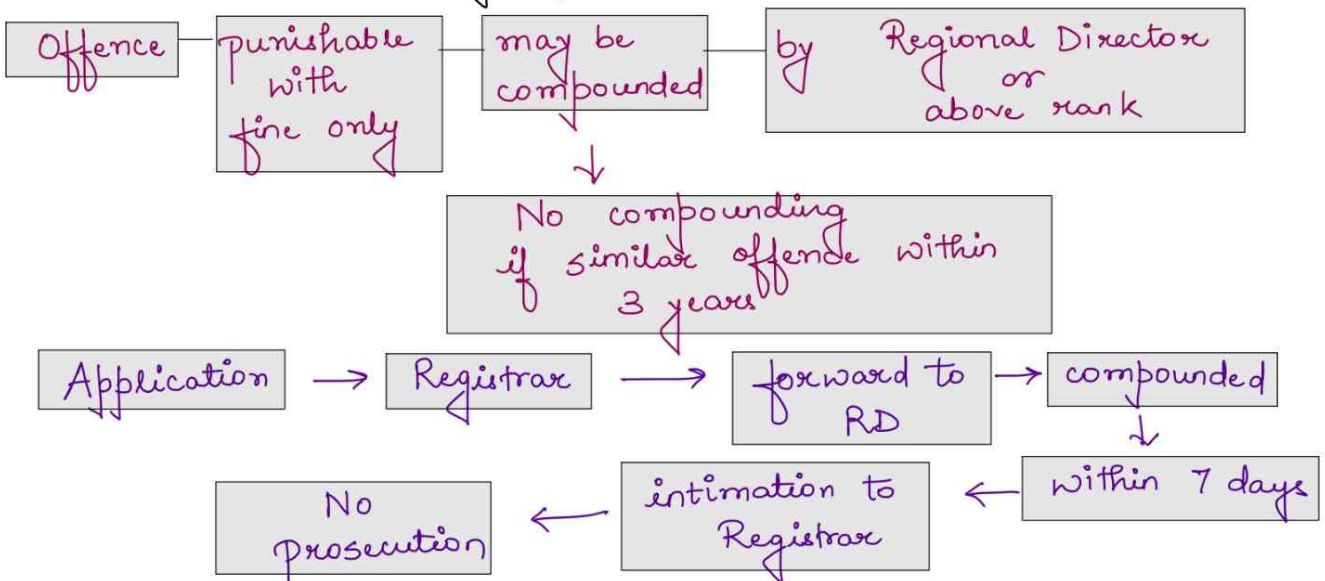 Offence
punishable
with
fine only
may be
compounded
by Regional Director
or
above rank
No compounding
if similar offence within
3 years
Application
Registrar
forward to
RD
compounded
within 7 days
intimation to
Registrar
No
prosecution